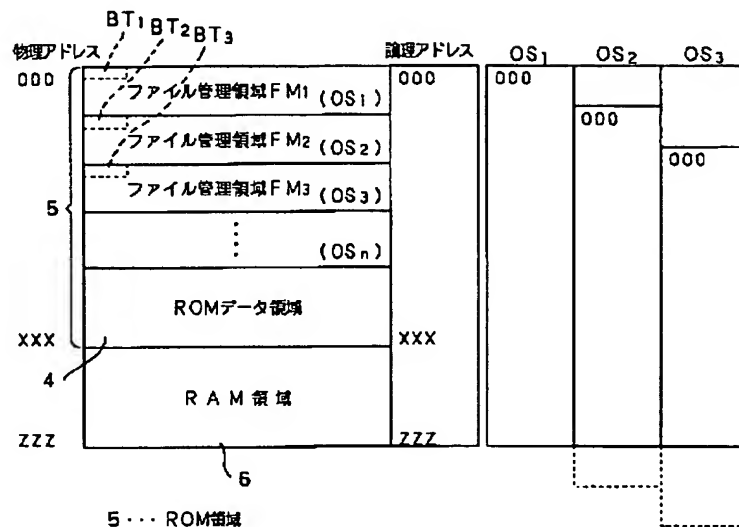 BT1 BT2 BT3
物理アドレス 論理アドレス OS1 OS2 OS3
000 ファイル管理領域FM1 (OS1) 000 000
ファイル管理領域FM2 (OS2) 000
ファイル管理領域FM3 (OS3) 000
5
⋮ (OSn)
ROMデータ領域
XXX XXX
4
RAM領域
ZZZ ZZZ
6
5・・・ROM領域